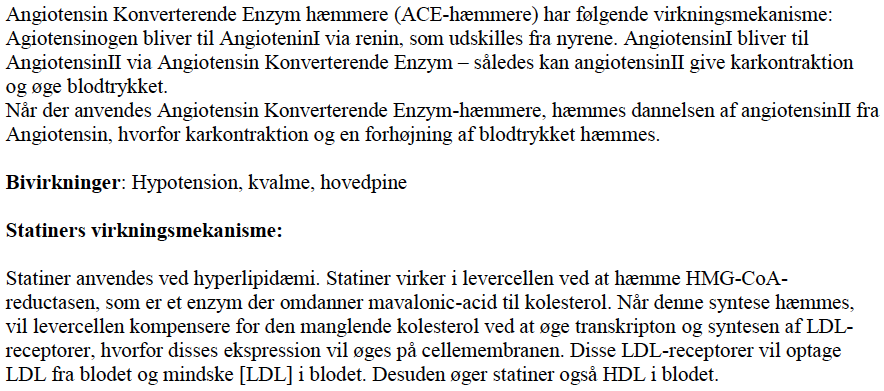 Angiotensin Konverterende Enzym hæmmere (ACE-hæmmere) har følgende virkningsmekanisme:
Agiotensinogen bliver til AngioteninI via renin, som udskilles fra nyrene. AngiotensinI bliver til
AngiotensinII via Angiotensin Konverterende Enzym – således kan angiotensinII give karkontraktion
og øge blodtrykket.
Når der anvendes Angiotensin Konverterende Enzym-hæmmere, hæmmes dannelsen af angiotensinII fra
Angiotensin, hvorfor karkontraktion og en forhøjning af blodtrykket hæmmes.
Bivirkninger: Hypotension, kvalme, hovedpine
Statiners virkningsmekanisme:
Statiner anvendes ved hyperlipidæmi. Statiner virker i levercellen ved at hæmme HMG-CoA-
reductasen, som er et enzym der omdanner mavalonic-acid til kolesterol. Når denne syntese hæmmes,
vil levercellen kompensere for den manglende kolesterol ved at øge transkripton og syntesen af LDL-
receptorer, hvorfor disses ekspression vil øges på cellemembranen. Disse LDL-receptorer vil optage
LDL fra blodet og mindske [LDL] i blodet. Desuden øger statiner også HDL i blodet.